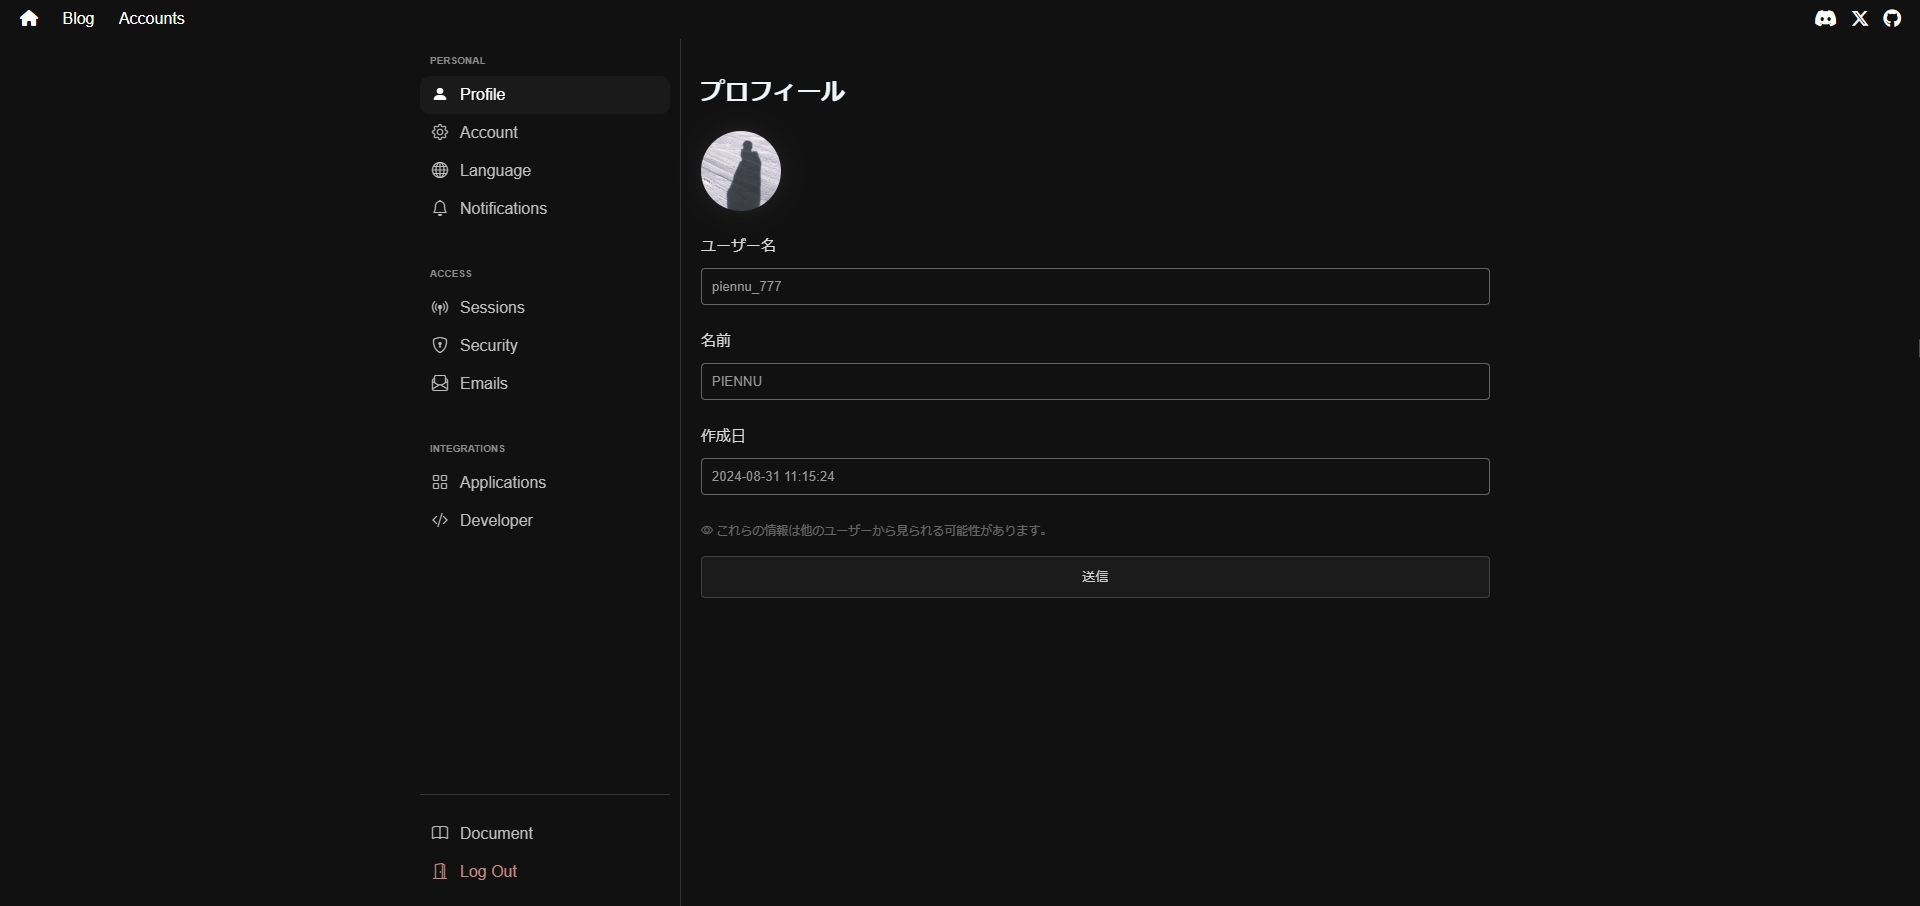 Blog Accounts
PERSONAL
Profile
Account
Language
Notifications
ACCESS
Sessions
Security
Emails
INTEGRATIONS
Applications
Developer
Document
Log Out
プロフィール
ユーザー名
piennu_777
名前
PIENNU
作成日
2024-08-31 11:15:24
これらの情報は他のユーザーから見られる可能性があります。
送信